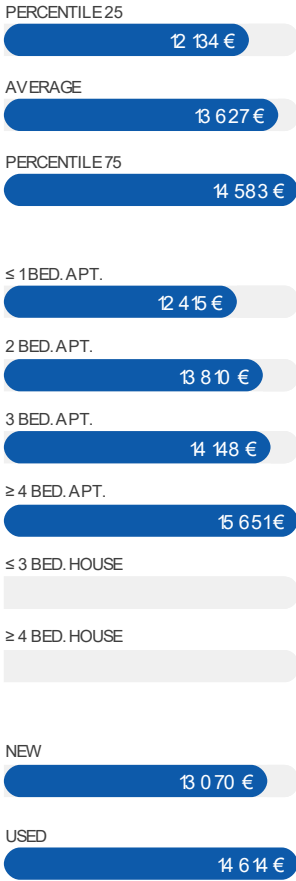 PERCENTILE 25
12 134 €
AVERAGE
13 627 €
PERCENTILE 75
14 583 €
≤ 1 BED. APT.
12 415 €
2 BED. APT.
13 810 €
3 BED. APT.
14 148 €
≥ 4 BED. APT.
15 651 €
≤ 3 BED. HOUSE
≥ 4 BED. HOUSE
NEW
13 070 €
USED
14 614 €